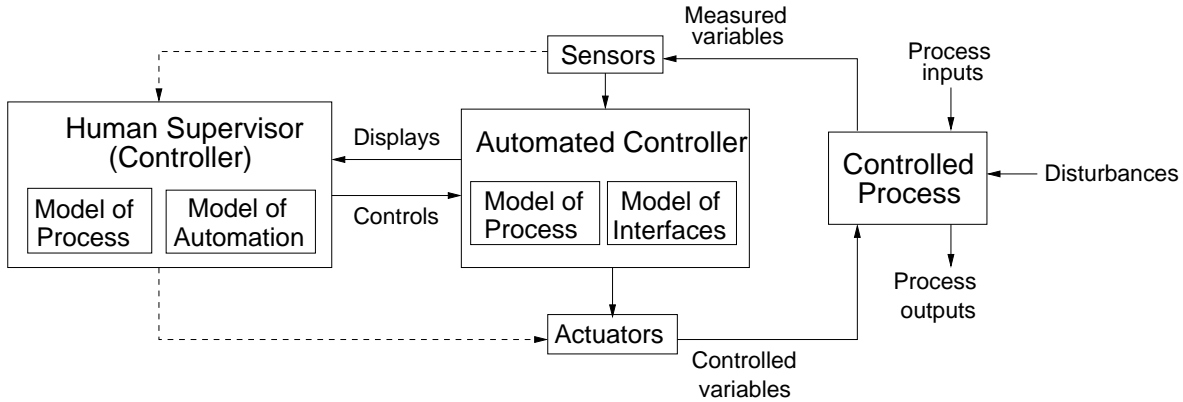 Measured
variables
Sensors
Process
inputs
Human Supervisor
(Controller)
Displays
Automated Controller
Controlled
Process
Disturbances
Model of
Process
Model of
Automation
Controls
Model of
Process
Model of
Interfaces
Process
outputs
Actuators
Controlled
variables